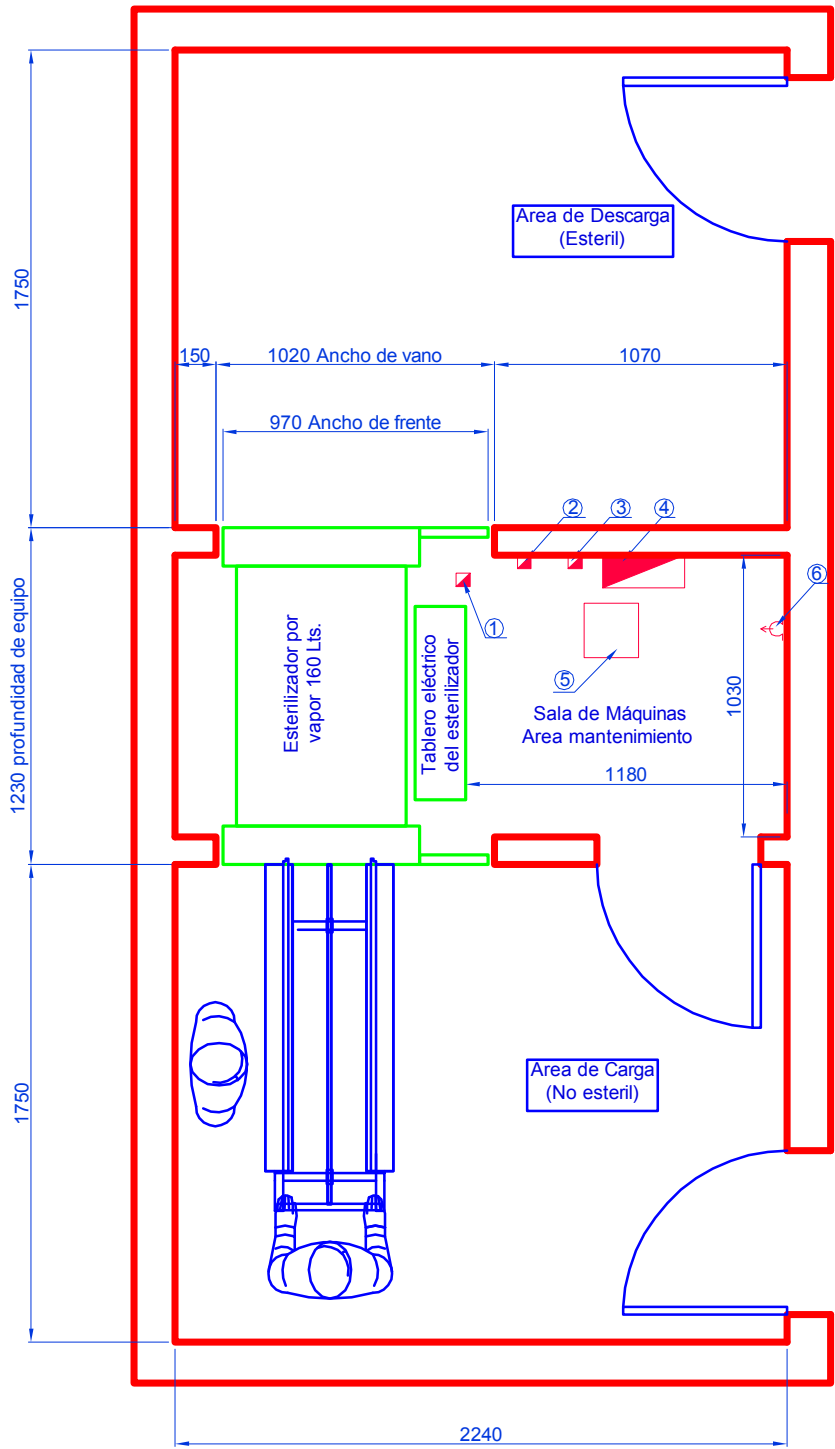 Area de Descarga
(Esteril)
1750
150
1020 Ancho de vano
1070
970 Ancho de frente
②
③
④
⑥
①
⑤
1230 profundidad de equipo
Esterilizador por
vapor 160 Lts.
Tablero eléctrico
del esterilizador
Sala de Máquinas
Area mantenimiento
1030
1180
Area de Carga
(No esteril)
1750
2240